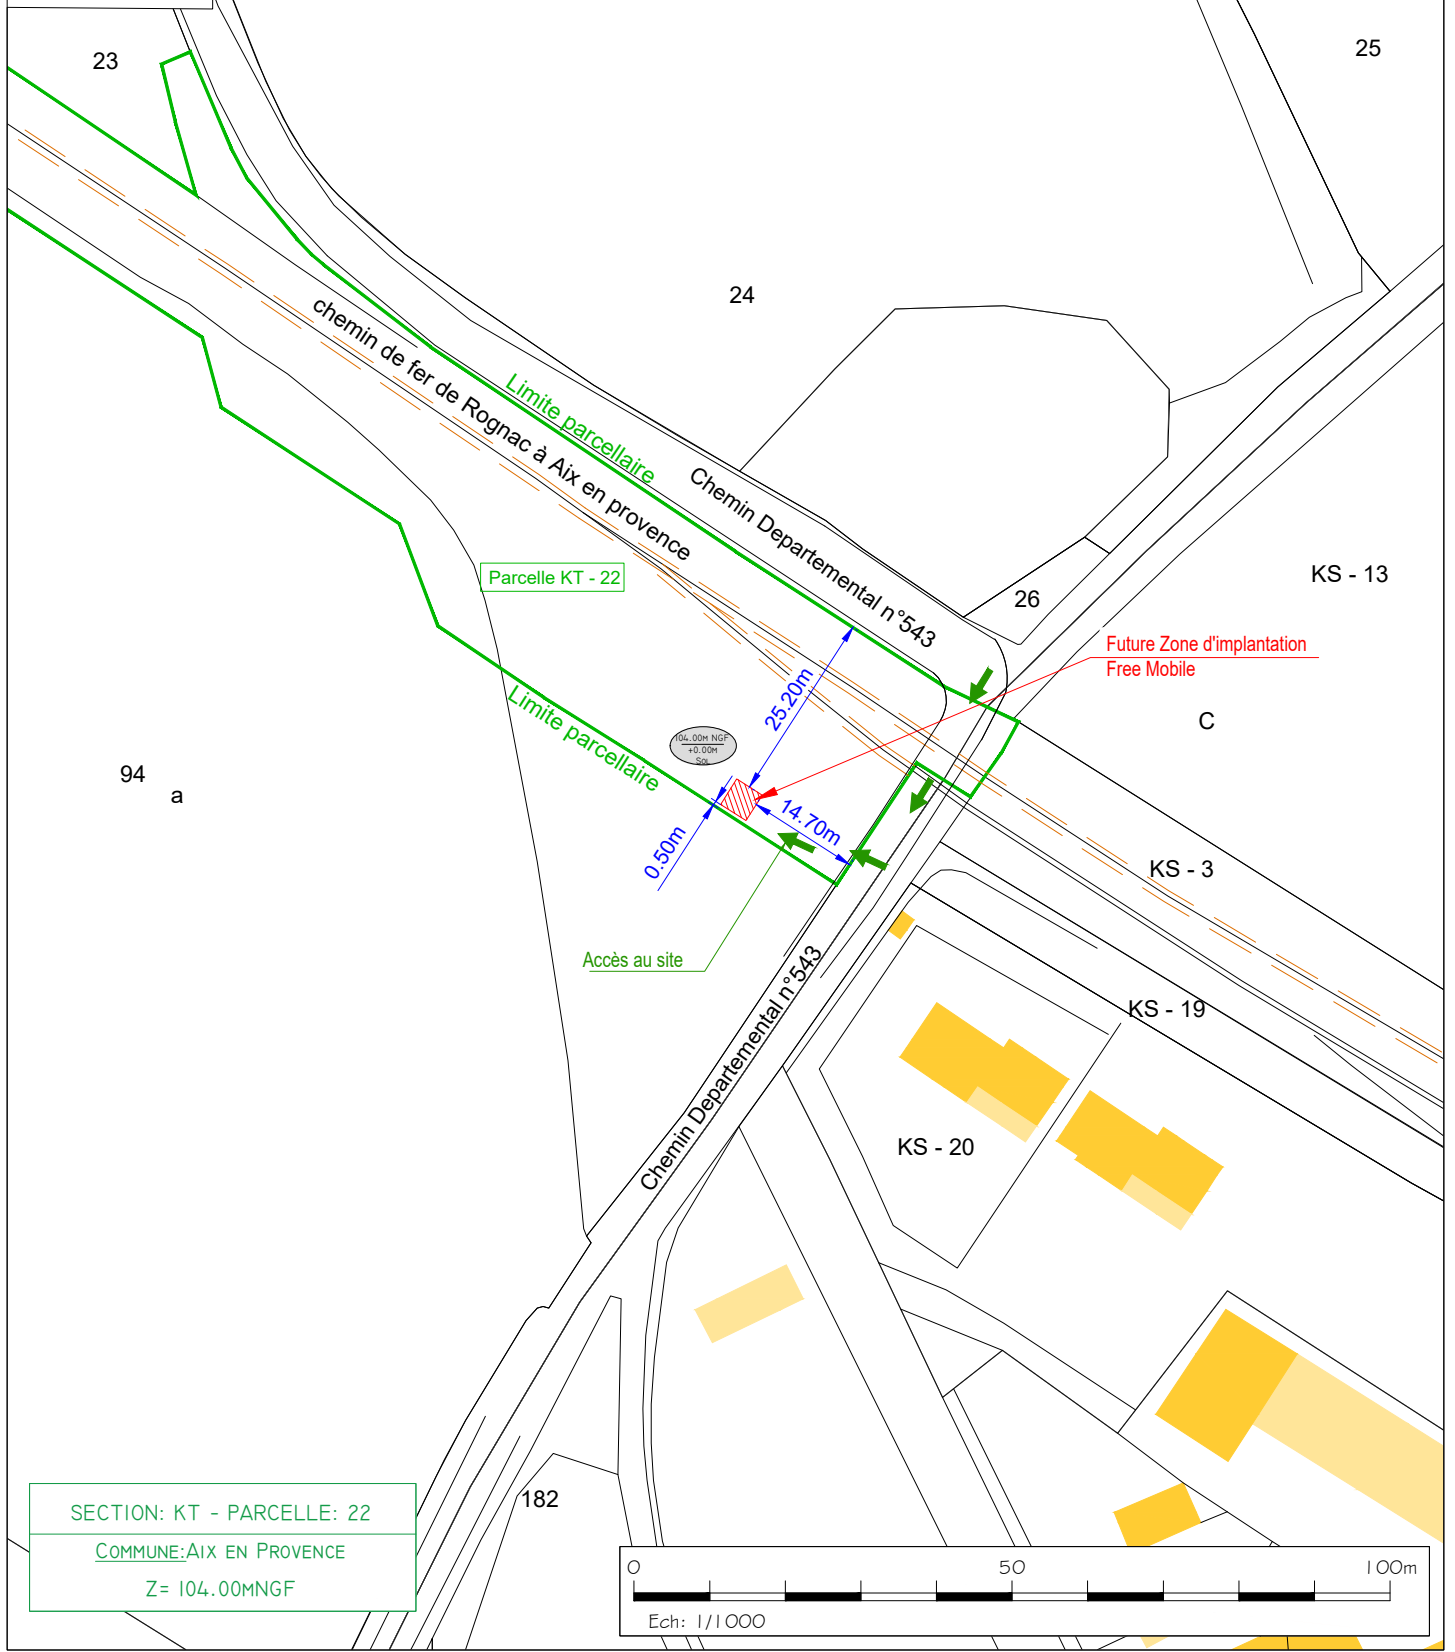 23
25
24
chemin de fer de Rognac à Aix en provence
Limite parcellaire
Chemin Departemental n°543
Parcelle KT - 22
26
KS - 13
Future Zone d'implantation
Free Mobile
25.20m
C
Limite parcellaire
104.00M NGF
+0.00M
SOL
94
a
14.70m
0.50m
KS - 3
Accès au site
Chemin Departemental n°543
KS - 19
KS - 20
182
SECTION: KT - PARCELLE: 22
COMMUNE:AIX EN PROVENCE
Z= 104.00MNGF
0 50 100m
Ech: 1/1000